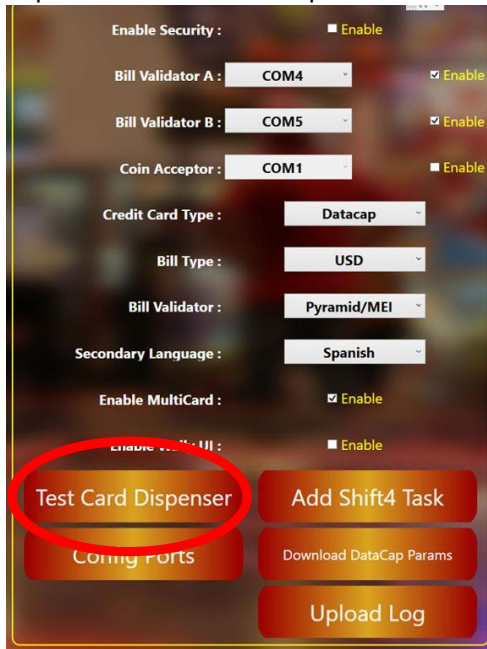 Enable Security :
Enable
Bill Validator A :
COM4
Enable
Bill Validator B :
COM5
Enable
Coin Acceptor :
COM1
Enable
Credit Card Type :
Datacap
Bill Type :
USD
Bill Validator :
Pyramid/MEI
Secondary Language :
Spanish
Enable MultiCard :
Enable
Enable
UI :
Enable
Test Card Dispenser
Add Shift4 Task
Config Ports
Download DataCap Params
Upload Log